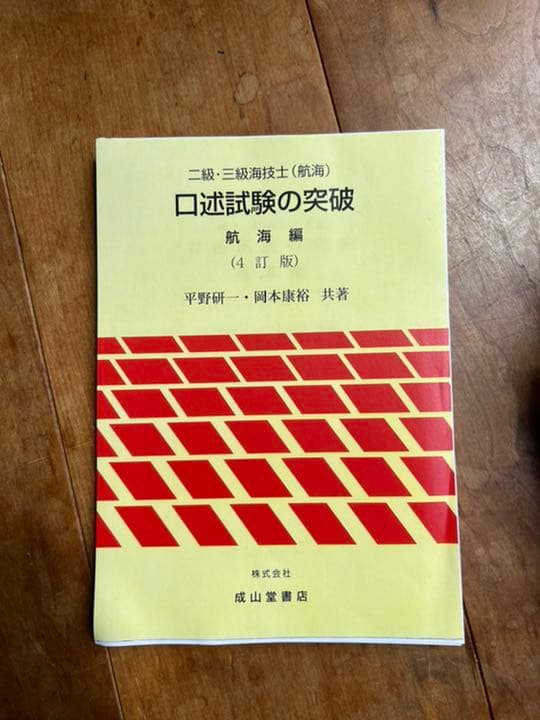 二級・三級海技士（航海）
口述試験の突破
航海編
（4訂版）
平野研一・岡本康裕 共著
株式会社
成山堂書店